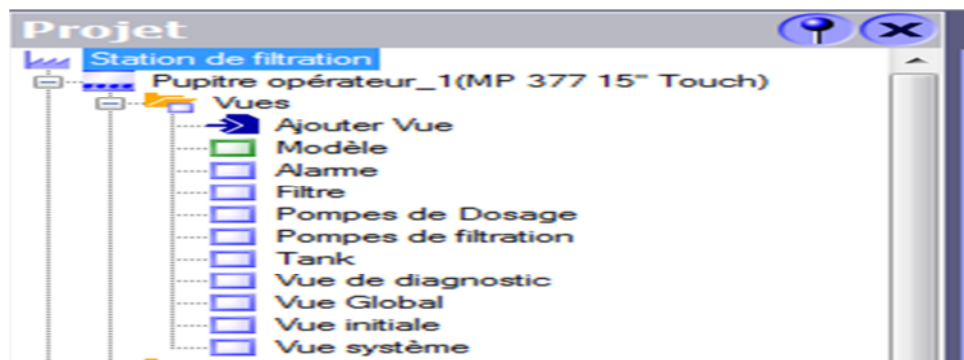 Projet
Station de filtration
Pupitre opérateur_1(MP 377 15" Touch)
Vues
Ajouter Vue
Modèle
Alarme
Filtre
Pompes de Dosage
Pompes de filtration
Tank
Vue de diagnostic
Vue Global
Vue initiale
Vue système